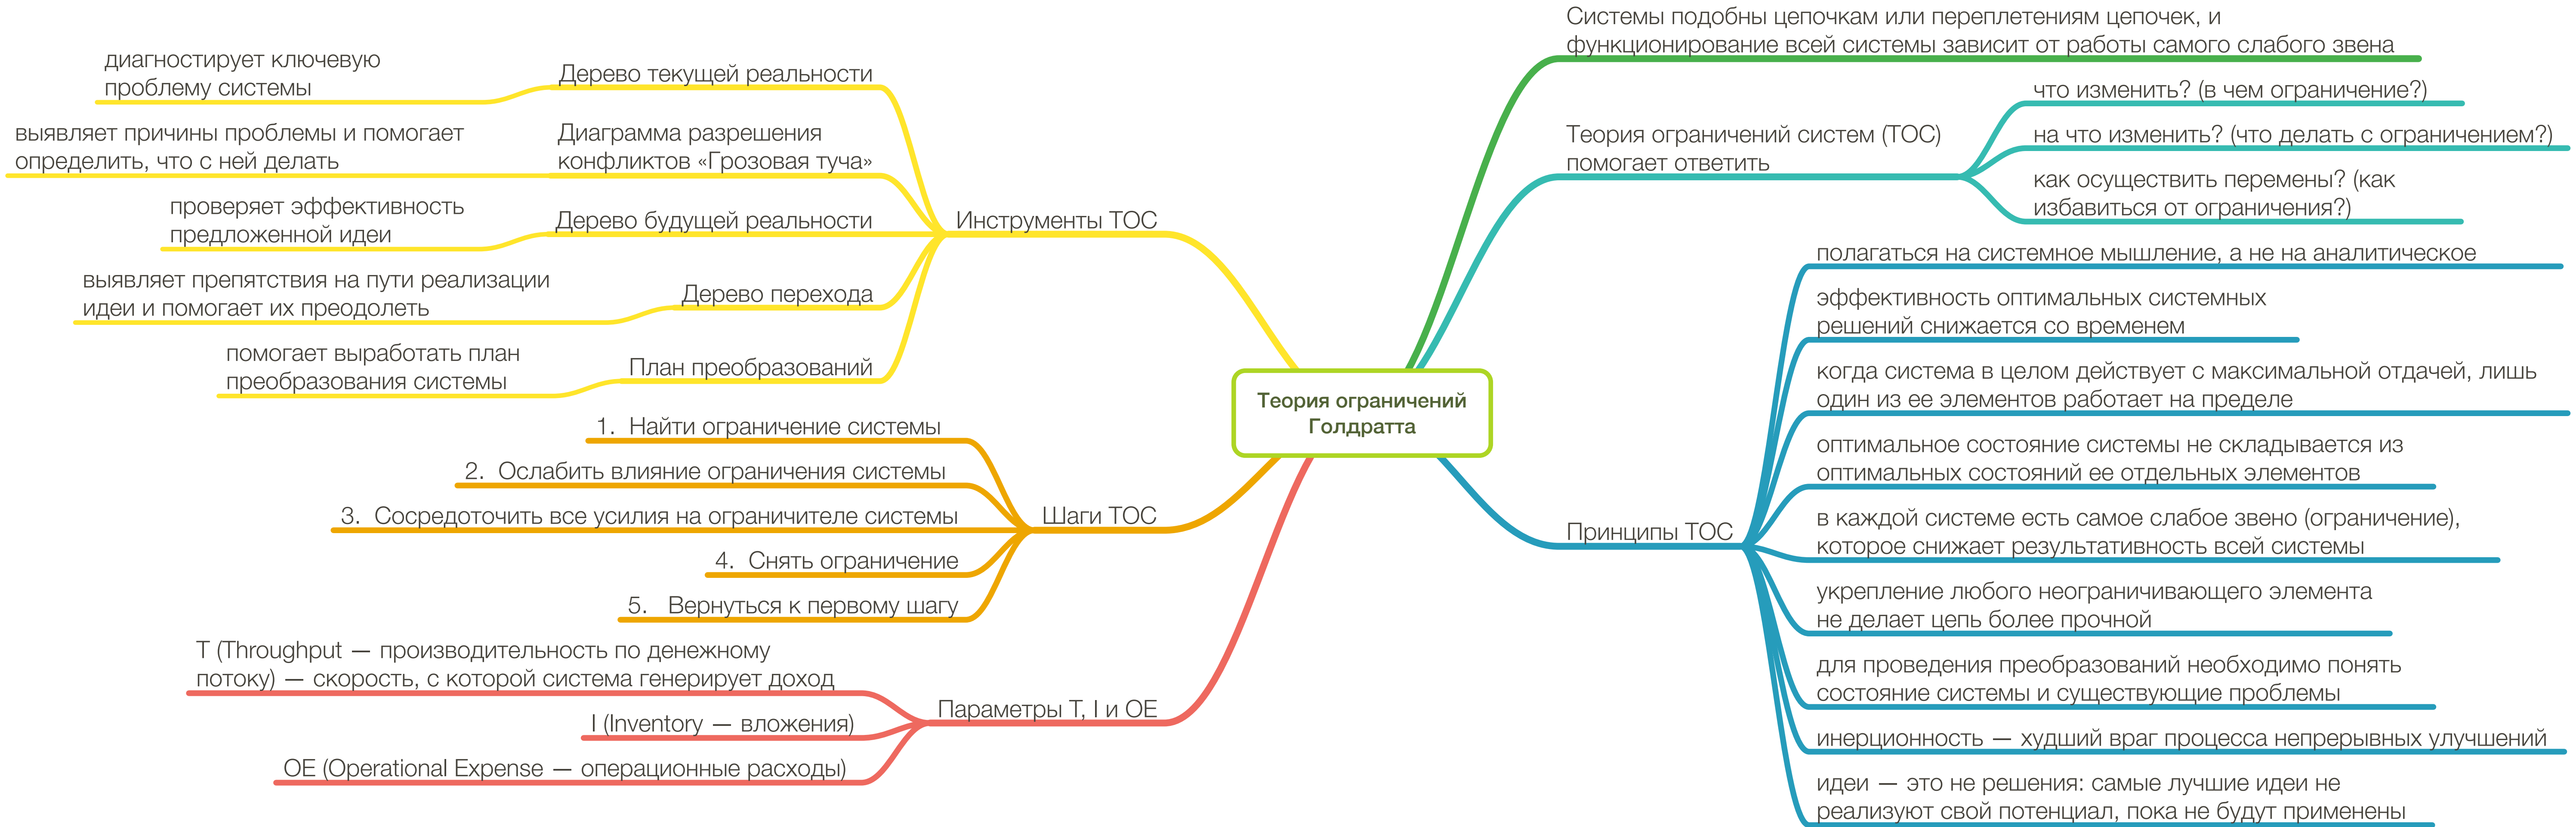 Теория ограничений
Голдратта
Системы подобны цепочкам или переплетениям цепочек, и
функционирование всей системы зависит от работы самого слабого звена
Теория ограничений систем (ТОС)
помогает ответить
что изменить? (в чем ограничение?)
на что изменить? (что делать с ограничением?)
как осуществить перемены? (как
избавиться от ограничения?)
Принципы ТОС
полагаться на системное мышление, а не на аналитическое
эффективность оптимальных системных
решений снижается со временем
когда система в целом действует с максимальной отдачей, лишь
один из ее элементов работает на пределе
оптимальное состояние системы не складывается из
оптимальных состояний ее отдельных элементов
в каждой системе есть самое слабое звено (ограничение),
которое снижает результативность всей системы
укрепление любого неограничивающего элемента
не делает цепь более прочной
для проведения преобразований необходимо понять
состояние системы и существующие проблемы
инерционность — худший враг процесса непрерывных улучшений
идеи — это не решения: самые лучшие идеи не
реализуют свой потенциал, пока не будут применены
Инструменты ТОС
Дерево текущей реальности
диагностирует ключевую
проблему системы
Диаграмма разрешения
конфликтов «Грозовая туча»
выявляет причины проблемы и помогает
определить, что с ней делать
Дерево будущей реальности
проверяет эффективность
предложенной идеи
Дерево перехода
выявляет препятствия на пути реализации
идеи и помогает их преодолеть
План преобразований
помогает выработать план
преобразования системы
Шаги ТОС
1. Найти ограничение системы
2. Ослабить влияние ограничения системы
3. Сосредоточить все усилия на ограничителе системы
4. Снять ограничение
5. Вернуться к первому шагу
Параметры T, I и OE
T (Throughput — производительность по денежному
потоку) — скорость, с которой система генерирует доход
I (Inventory — вложения)
OE (Operational Expense — операционные расходы)